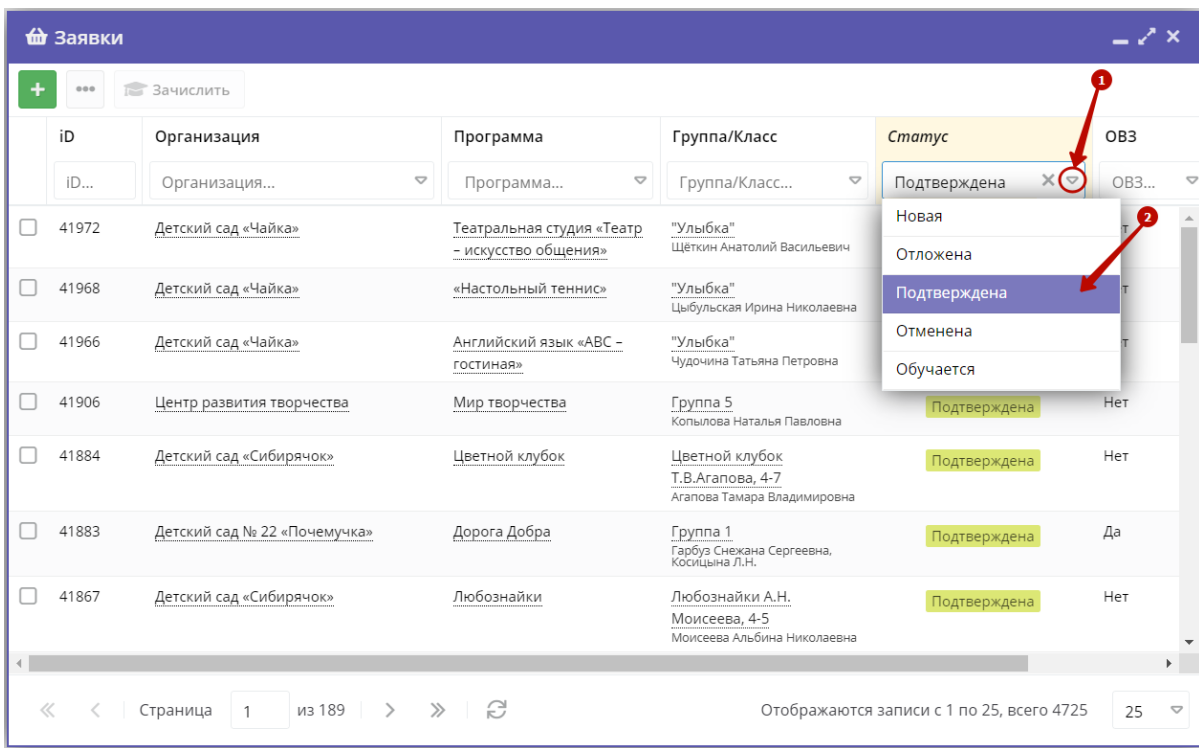 Заявки
+ ••• Зачислить
1
iD Организация Программа Группа/Класс Статус ОВЗ
iD... Организация... Программа... Группа/Класс... Подтверждена ОВЗ...
Новая
2
Отложена
Подтверждена
Отменена
Обучается
41972 Детский сад «Чайка» Театральная студия «Театр "Улыбка"
– искусство общения» Щёткин Анатолий Васильевич
41968 Детский сад «Чайка» «Настольный теннис» "Улыбка"
Цыбульская Ирина Николаевна
41966 Детский сад «Чайка» Английский язык «ABC – "Улыбка"
гостиная» Чудочина Татьяна Петровна
41906 Центр развития творчества Мир творчества Группа 5 Подтверждена Нет
Копылова Наталья Павловна
41884 Детский сад «Сибирячок» Цветной клубок Цветной клубок Подтверждена Нет
Т.В.Агапова, 4-7
Агапова Тамара Владимировна
41883 Детский сад № 22 «Почемучка» Дорога Добра Группа 1 Подтверждена Да
Гарбуз Снежана Сергеевна,
Косицына Л.Н.
41867 Детский сад «Сибирячок» Любознайки Любознайки А.Н. Подтверждена Нет
Моисеева, 4-5
Моисеева Альбина Николаевна
Страница 1 из 189 Отображаются записи с 1 по 25, всего 4725 25